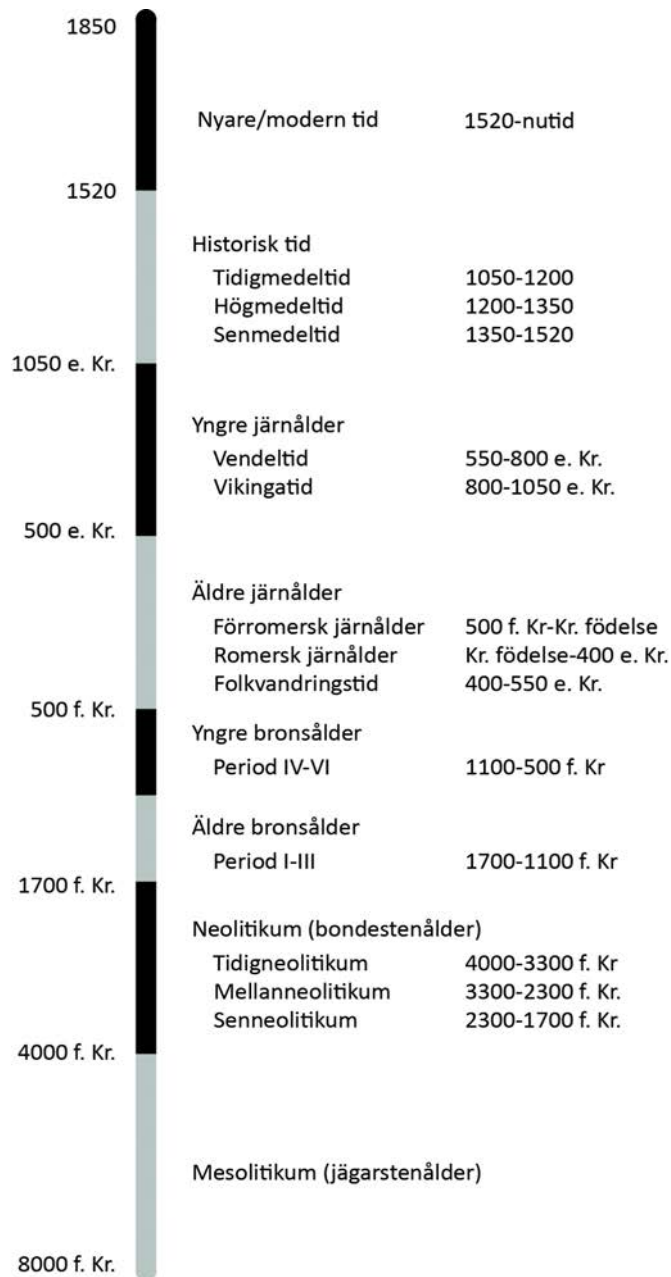 1850
Nyare/modern tid 1520-nutid
1520
Historisk tid
Tidigmedeltid 1050-1200
Högmedeltid 1200-1350
Senmedeltid 1350-1520
1050 e. Kr.
Yngre järnålder
Vendeltid 550-800 e. Kr.
Vikingatid 800-1050 e. Kr.
500 e. Kr.
Äldre järnålder
Förromersk järnålder 500 f. Kr-Kr. födelse
Romersk järnålder Kr. födelse-400 e. Kr.
Folkvandringstid 400-550 e. Kr.
500 f. Kr.
Yngre bronsålder
Period IV-VI 1100-500 f. Kr
Äldre bronsålder
Period I-III 1700-1100 f. Kr
1700 f. Kr.
Neolitikum (bondestenålder)
Tidigneolitikum 4000-3300 f. Kr
Mellanneolitikum 3300-2300 f. Kr.
Senneolitikum 2300-1700 f. Kr.
4000 f. Kr.
Mesolitikum (jägarstenålder)
8000 f. Kr.